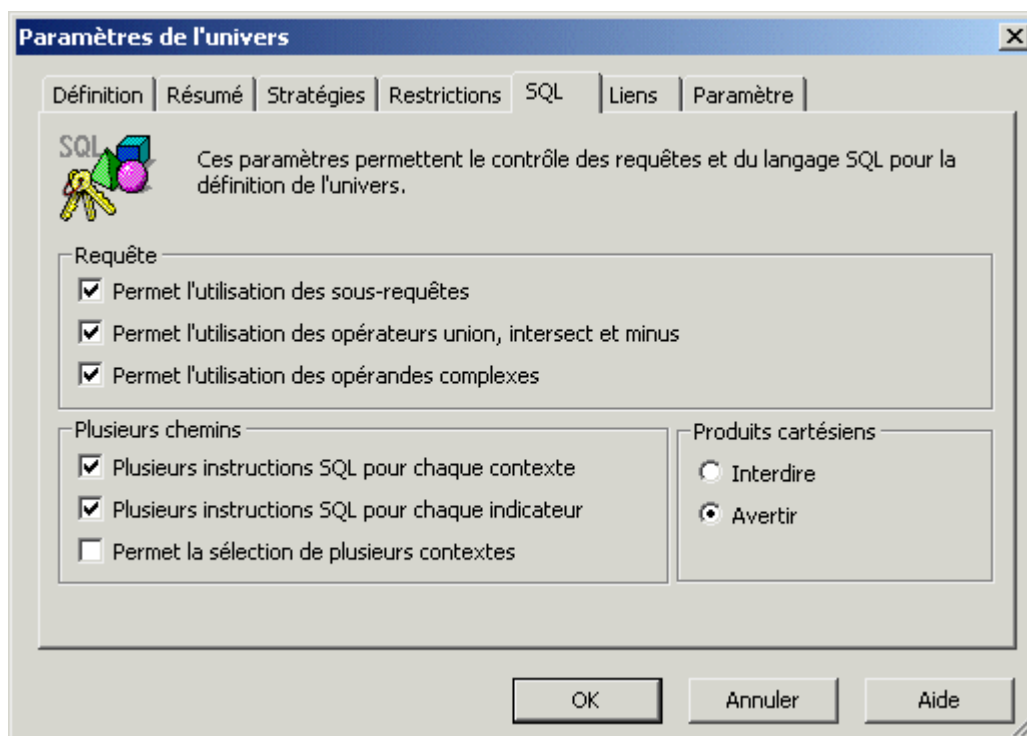 Paramètres de l'univers
Définition Résumé Stratégies Restrictions SQL Liens Paramètre
SQL
Ces paramètres permettent le contrôle des requêtes et du langage SQL pour la
définition de l'univers.
Requête
Permet l'utilisation des sous-requêtes
Permet l'utilisation des opérateurs union, intersect et minus
Permet l'utilisation des opérandes complexes
Plusieurs chemins
Plusieurs instructions SQL pour chaque contexte
Plusieurs instructions SQL pour chaque indicateur
Permet la sélection de plusieurs contextes
Produits cartésiens
Interdire
Avertir
OK Annuler Aide